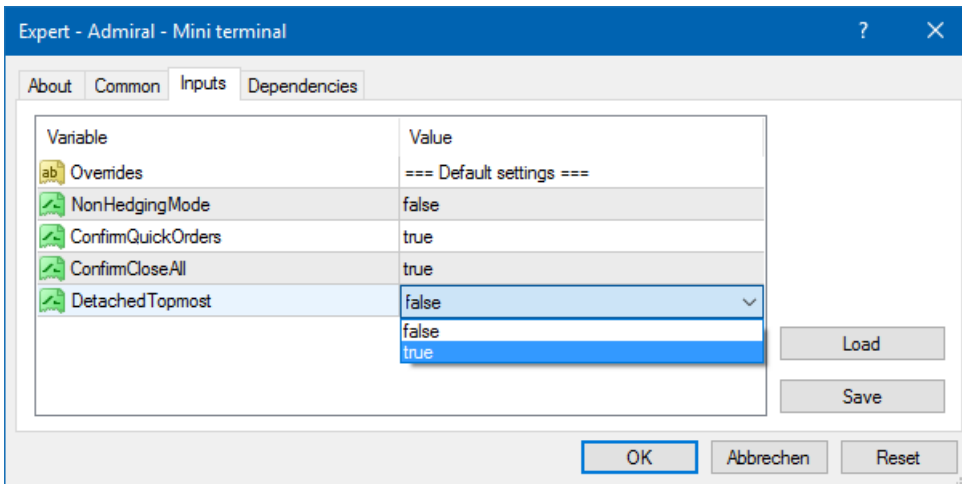 Expert - Admiral - Mini terminal ?
About Common Inputs Dependencies
Variable Value
ab Overrides === Default settings ===
NonHedgingMode false
ConfirmQuickOrders true
ConfirmCloseAll true
DetachedTopmost false
false
true
Load
Save
OK Abbrechen Reset